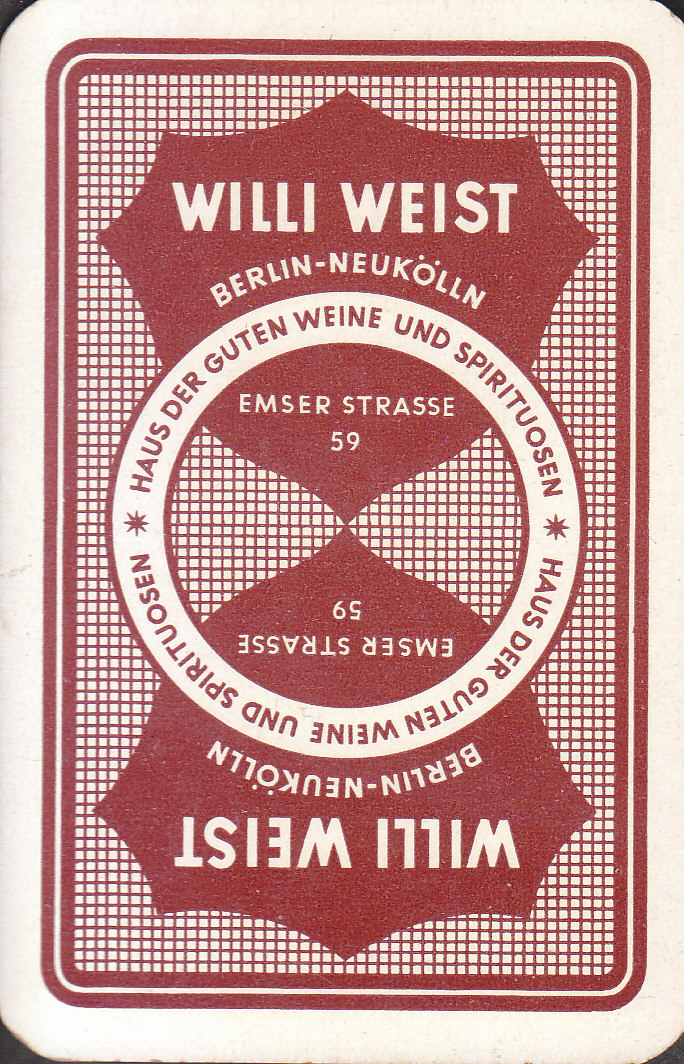 WILLI WEIST
BERLIN-NEUKÖLLN
HAUS DER GUTEN WEINE UND SPIRITUOSEN
EMSER STRASSE
59
WILLI WEIST
BERLIN-NEUKÖLLN
HAUS DER GUTEN WEINE UND SPIRITUOSEN
EMSER STRASSE
59